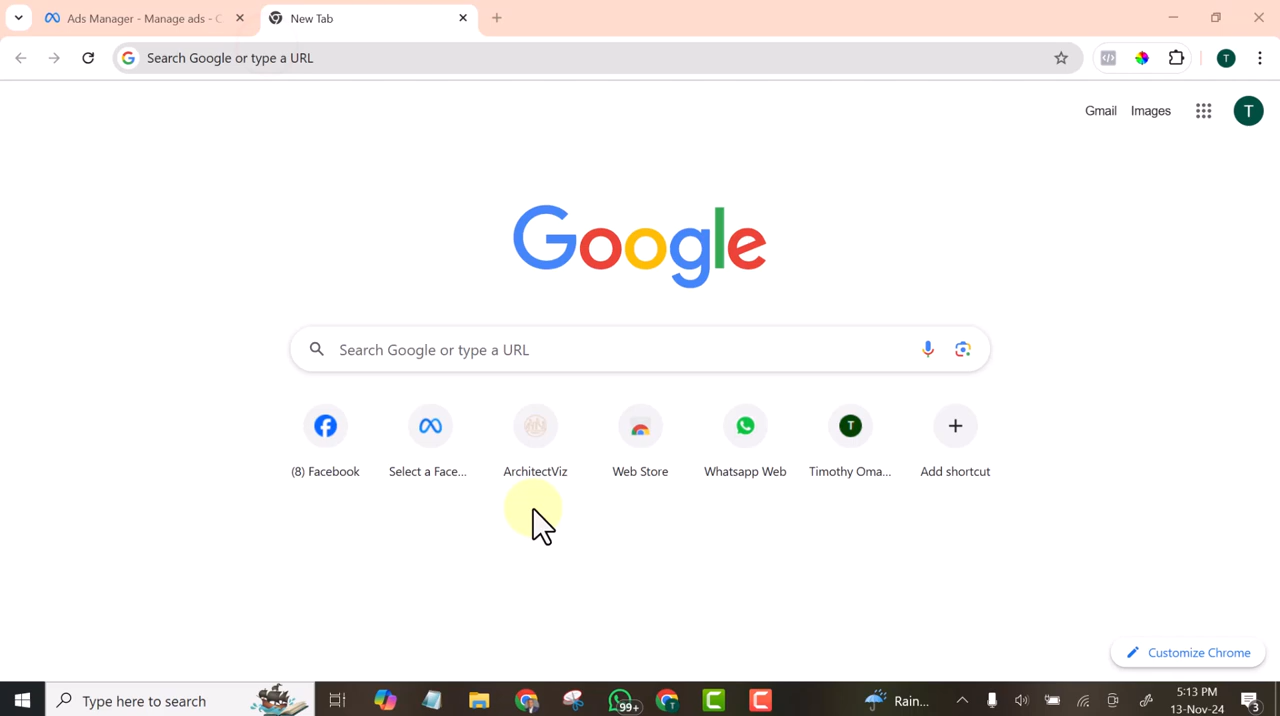 Ads Manager - Manage ads - C
New Tab
Search Google or type a URL
T
Gmail
Images
T
Google
Search Google or type a URL
T
(8) Facebook
Select a Face...
ArchitectViz
Web Store
Whatsapp Web
Timothy Oma...
Add shortcut
Customize Chrome
Type here to search
99+
T
C
C
Rain...
5:13 PM
13-Nov-24
3